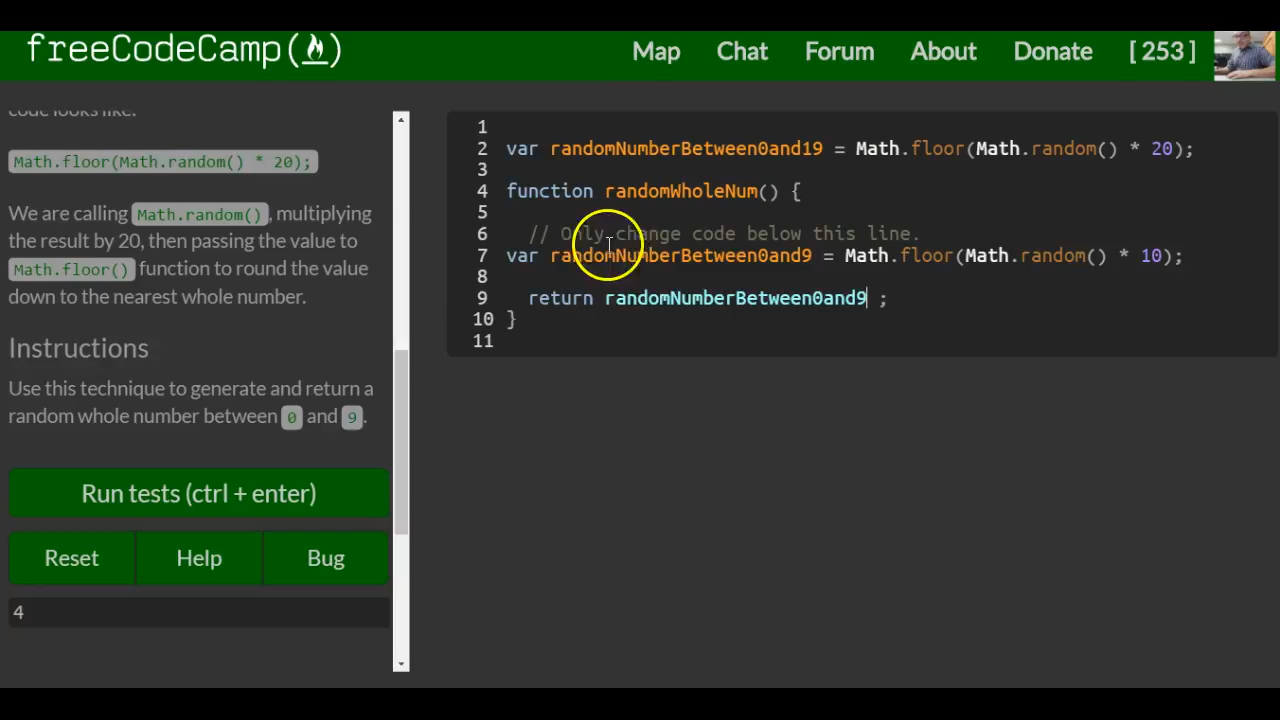 freeCodeCamp(🔥)
Map Chat Forum About Donate [ 253 ]
code looks like:
Math.floor(Math.random() * 20);
We are calling Math.random(), multiplying
the result by 20, then passing the value to
Math.floor() function to round the value
down to the nearest whole number.
Instructions
Use this technique to generate and return a
random whole number between 0 and 9.
Run tests (ctrl + enter)
Reset Help Bug
4
1
2 var randomNumberBetween0and19 = Math.floor(Math.random() * 20);
3
4 function randomWholeNum() {
5
6 // Only change code below this line.
7 var randomNumberBetween0and9 = Math.floor(Math.random() * 10);
8
9 return randomNumberBetween0and9 ;
10 }
11